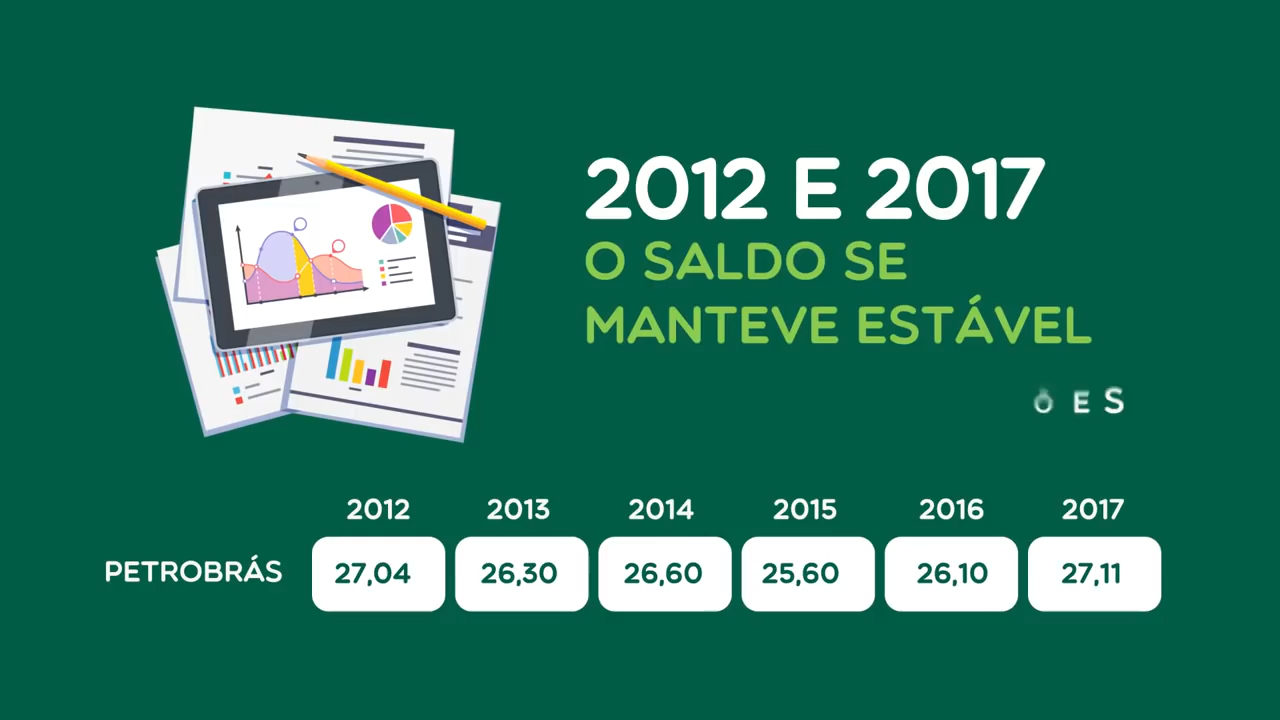 2012 E 2017
O SALDO SE
MANTEVE ESTÁVEL
2012 2013 2014 2015 2016 2017
PETROBRÁS 27,04 26,30 26,60 25,60 26,10 27,11